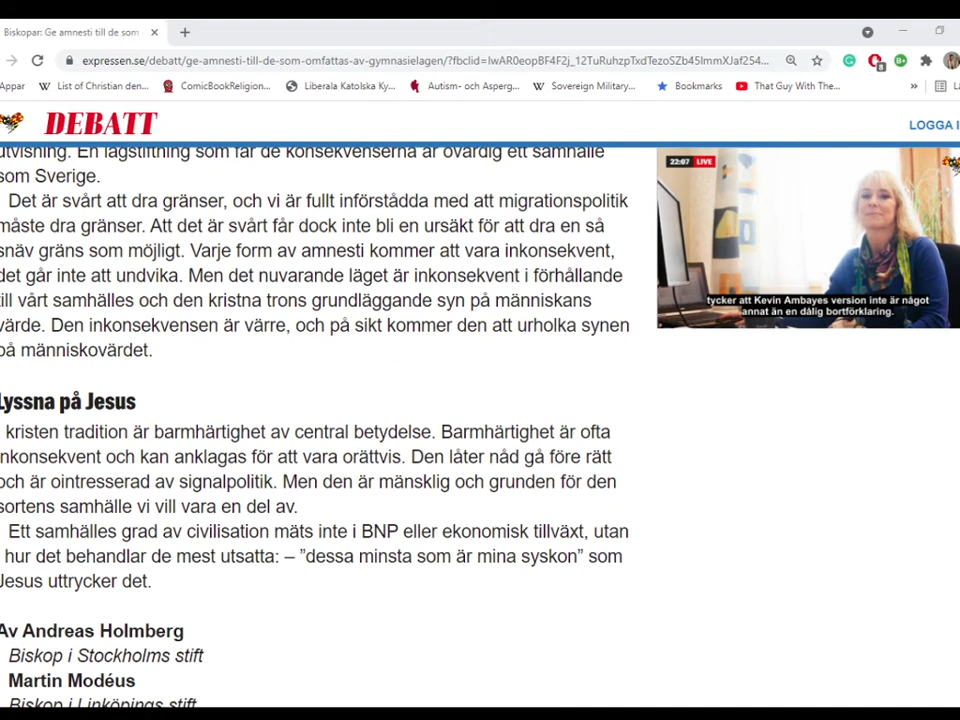 Biskopar: Ge amnesti till de som
expressen.se/debatt/ge-amnesti-till-de-som-omfattas-av-gymnasielagen/?fbclid=IwAR0eopBF4F2j_12TuRuhzpTxdTezoSZb45ImmXJaf254...
Appar
List of Christian den...
ComicBookReligion...
Liberala Katolska Ky...
Autism- och Asperg...
Sovereign Military...
Bookmarks
That Guy With The...
»
DEBATT
LOGGA I
utvisning. En lagstiftning som får de konsekvenserna är ovärdig ett samhälle
som Sverige.
Det är svårt att dra gränser, och vi är fullt införstådda med att migrationspolitik
måste dra gränser. Att det är svårt får dock inte bli en ursäkt för att dra en så
snäv gräns som möjligt. Varje form av amnesti kommer att vara inkonsekvent,
det går inte att undvika. Men det nuvarande läget är inkonsekvent i förhållande
till vårt samhälles och den kristna trons grundläggande syn på människans
värde. Den inkonsekvensen är värre, och på sikt kommer den att urholka synen
på människovärdet.
22:07 LIVE
tycker att Kevin Ambayes version inte är något
annat än en dålig bortförklaring.
Lyssna på Jesus
kristen tradition är barmhärtighet av central betydelse. Barmhärtighet är ofta
inkonsekvent och kan anklagas för att vara orättvis. Den låter nåd gå före rätt
och är ointresserad av signalpolitik. Men den är mänsklig och grunden för den
sortens samhälle vi vill vara en del av.
Ett samhälles grad av civilisation mäts inte i BNP eller ekonomisk tillväxt, utan
hur det behandlar de mest utsatta: – ”dessa minsta som är mina syskon” som
Jesus uttrycker det.
Av Andreas Holmberg
Biskop i Stockholms stift
Martin Modéus
Biskop i Linköpings stift